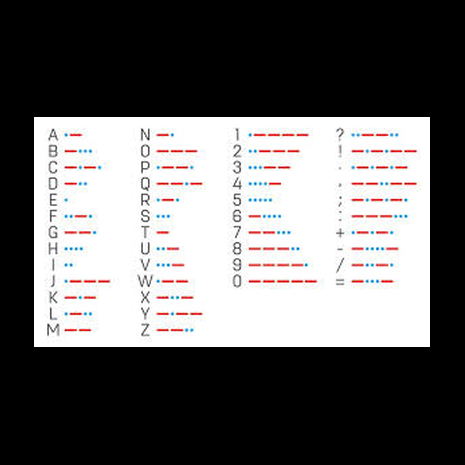 A N 1 ?
B O 2 !
C P 3 .
D Q 4 ,
E R 5 ;
F S 6 :
G T 7 +
H U 8 -
I V 9 /
J W 0 =
K X
L Y
M Z